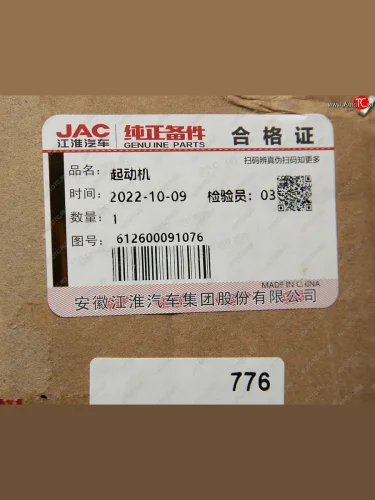 JAC 纯正备件 合格证
江淮汽车 GENUINE PARTS
扫码辨真伪扫码知更多
品名: 起动机
时间: 2022-10-09 检验员: 03
数量: 1
图号: 612600091076
MADE IN CHINA
安徽江淮汽车集团股份有限公司
776